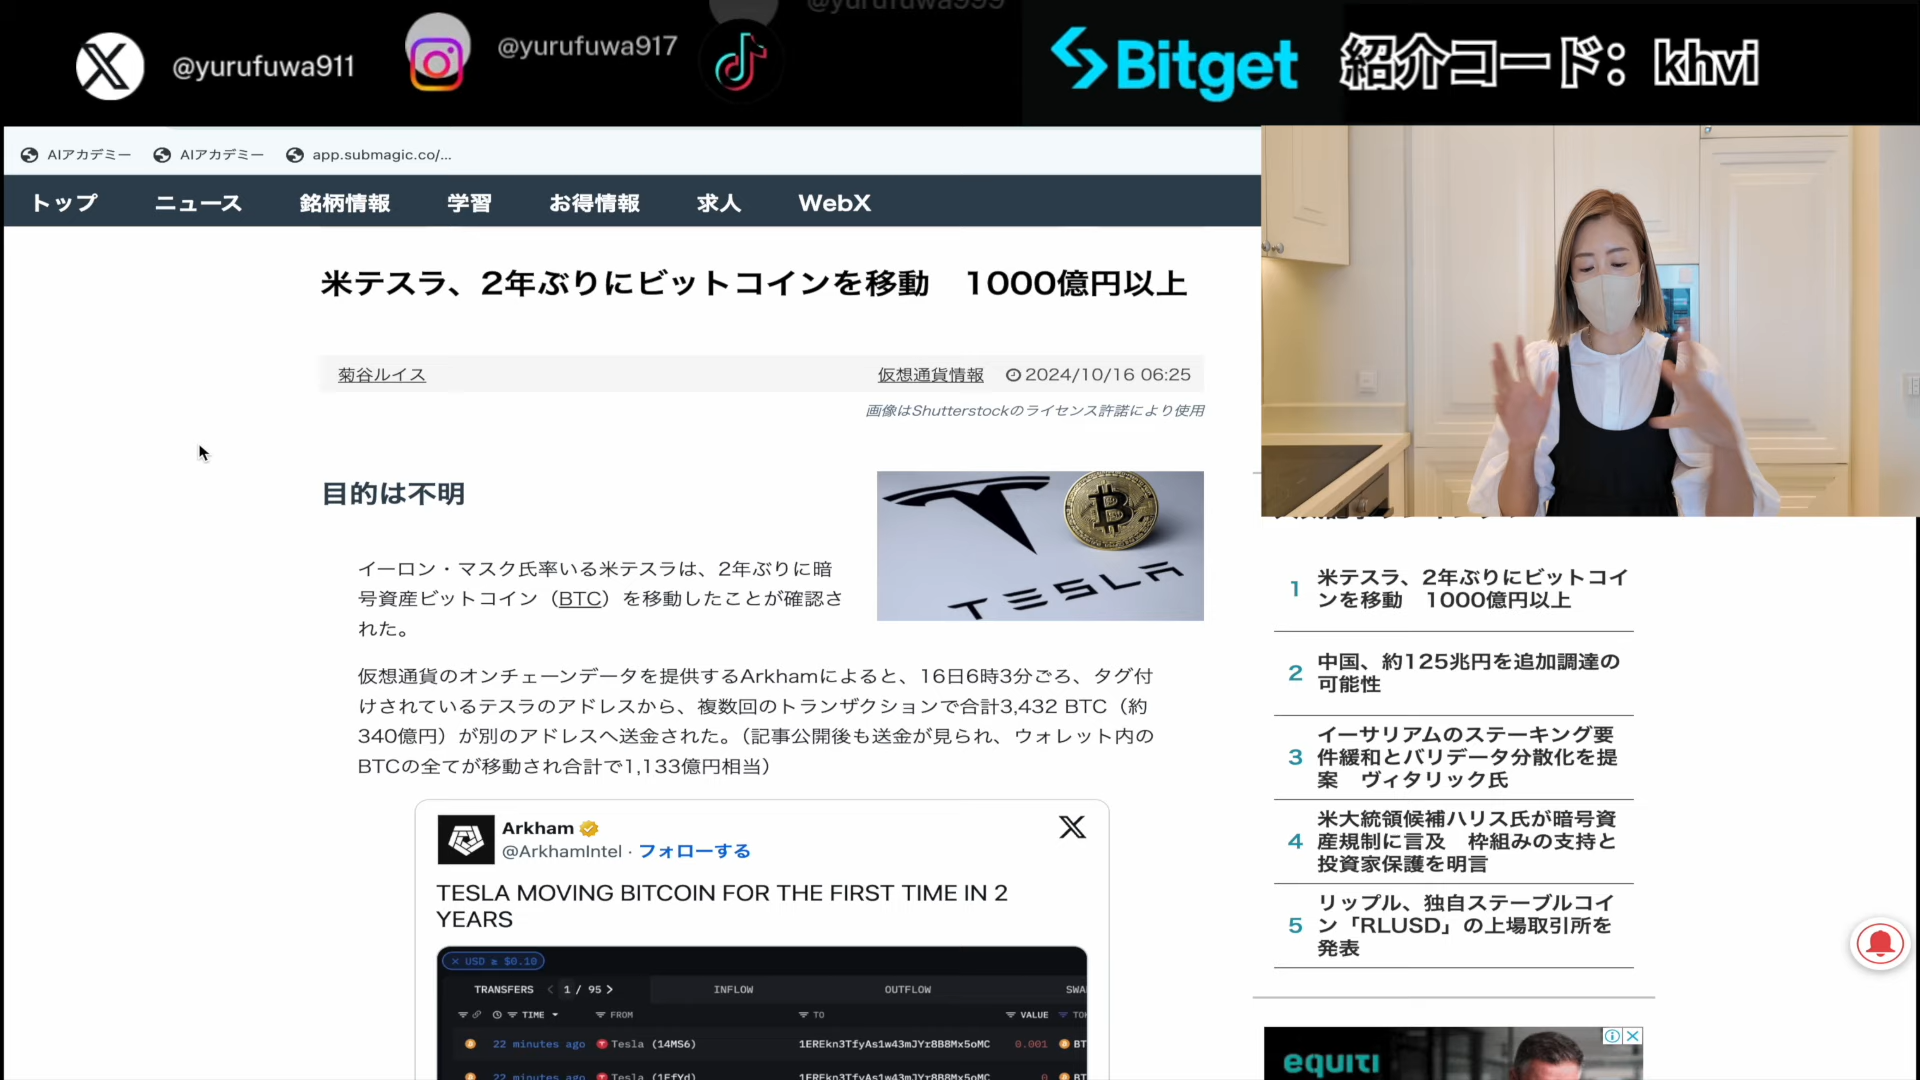 @yurufuwa999
@yurufuwa911
@yurufuwa917
Bitget
紹介コード：khvi
AIアカデミー
AIアカデミー
app.submagic.co/...
トップ
ニュース
銘柄情報
学習
お得情報
求人
WebX
米テスラ、2年ぶりにビットコインを移動　1000億円以上
菊谷ルイス
仮想通貨情報
2024/10/16 06:25
画像はShutterstockのライセンス許諾により使用
目的は不明
TESLA
イーロン・マスク氏率いる米テスラは、2年ぶりに暗
号資産ビットコイン（BTC）を移動したことが確認さ
れた。
仮想通貨のオンチェーンデータを提供するArkhamによると、16日6時3分ごろ、タグ付
けされているテスラのアドレスから、複数回のトランザクションで合計3,432 BTC（約
340億円）が別のアドレスへ送金された。（記事公開後も送金が見られ、ウォレット内の
BTCの全てが移動され合計で1,133億円相当）
Arkham
@ArkhamIntel · フォローする
TESLA MOVING BITCOIN FOR THE FIRST TIME IN 2
YEARS
× USD ≥ $0.10
TRANSFERS
1 / 95
INFLOW
OUTFLOW
SWA
TIME
FROM
TO
VALUE
TO
22 minutes ago
Tesla (14MS6)
1EREkn3TfyAs1w43mJYr8B8Mx5oMC
0.001
BT
22 minutes ago
Tesla (1FfYd)
1EREkn3TfyAs1w43mJYr8B8Mx5oMC
0
BT
1
米テスラ、2年ぶりにビットコイ
ンを移動　1000億円以上
2
中国、約125兆円を追加調達の
可能性
3
イーサリアムのステーキング要
件緩和とバリデータ分散化を提
案　ヴィタリック氏
4
米大統領候補ハリス氏が暗号資
産規制に言及　枠組みの支持と
投資家保護を明言
5
リップル、独自ステーブルコイ
ン「RLUSD」の上場取引所を
発表
equiti